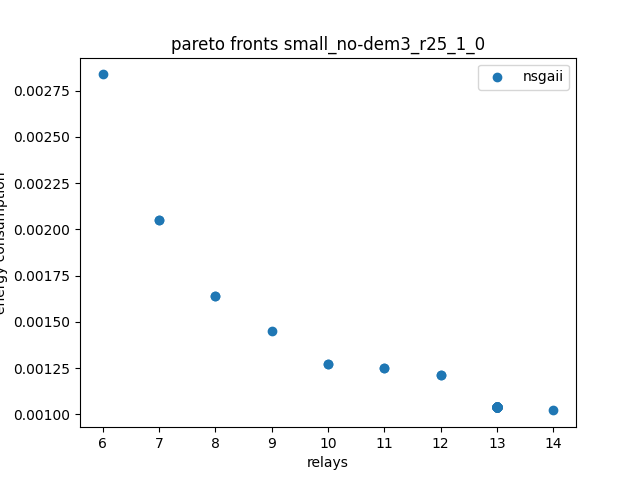 pareto fronts small_no-dem3_r25_1_0
nsgaii
0.00275
0.00250
0.00225
0.00200
0.00175
0.00150
0.00125
0.00100
energy consumption
6 7 8 9 10 11 12 13 14
relays